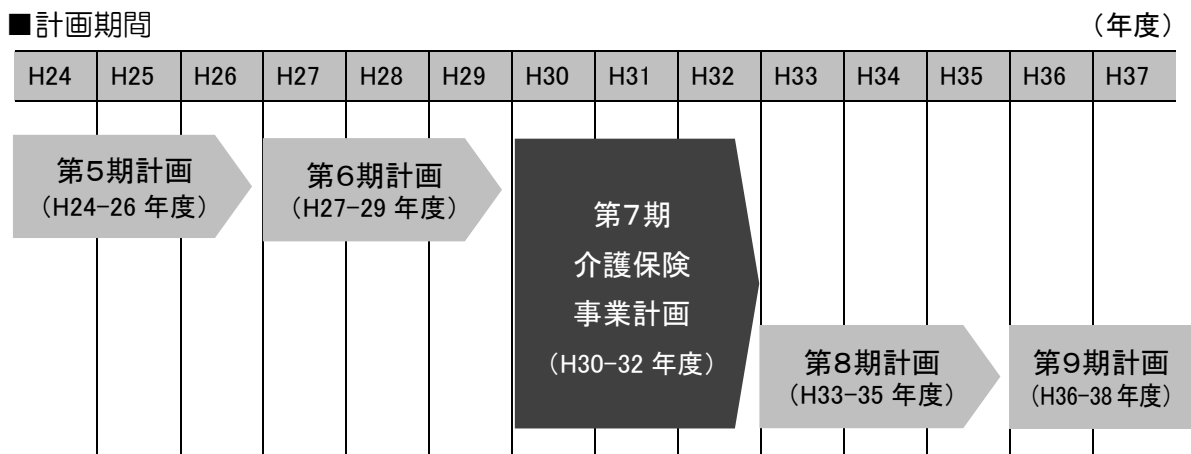 ■計画期間 (年度)
H24 H25 H26 H27 H28 H29 H30 H31 H32 H33 H34 H35 H36 H37
第5期計画
（H24-26 年度）
第6期計画
（H27-29 年度）
第7期
介護保険
事業計画
（H30-32 年度）
第8期計画
（H33-35 年度）
第9期計画
（H36-38 年度）